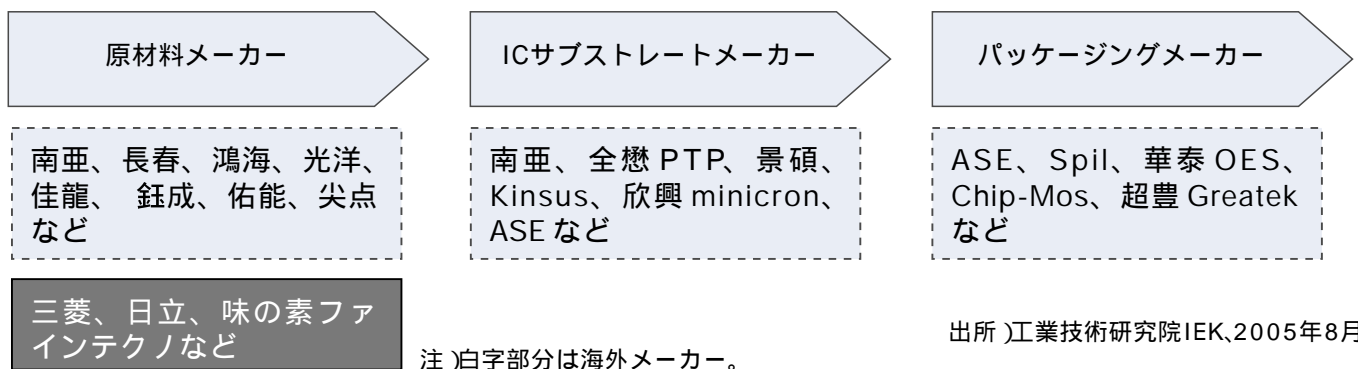 原材料メーカー
ICサブストレートメーカー
パッケージングメーカー
南亜、長春、鴻海、光洋、
佳龍、 鈺成、佑能、尖点
など
南亜、全懋 PTP、景碩、
Kinsus、欣興 minicron、
ASE など
ASE、Spil、華泰 OES、
Chip-Mos、超豊 Greatek
など
三菱、日立、味の素ファ
インテクノなど
注 )白字部分は海外メーカー。
出所 )工業技術研究院IEK､2005年8月